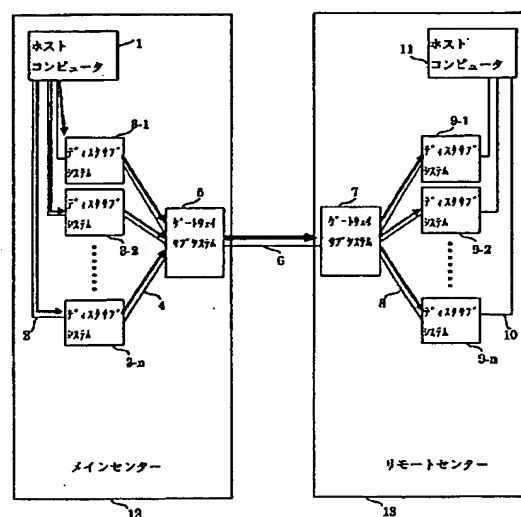 1
ホスト
コンピュータ
3-1
ディスクサブ
システム
3-2
ディスクサブ
システム
2
4
ディスクサブ
システム
3-n
5
ゲートウェイ
サブシステム
6
メインセンター
12
11
ホスト
コンピュータ
9-1
ディスクサブ
システム
7
ゲートウェイ
サブシステム
9-2
ディスクサブ
システム
8
ディスクサブ
システム
10
9-n
リモートセンター
13